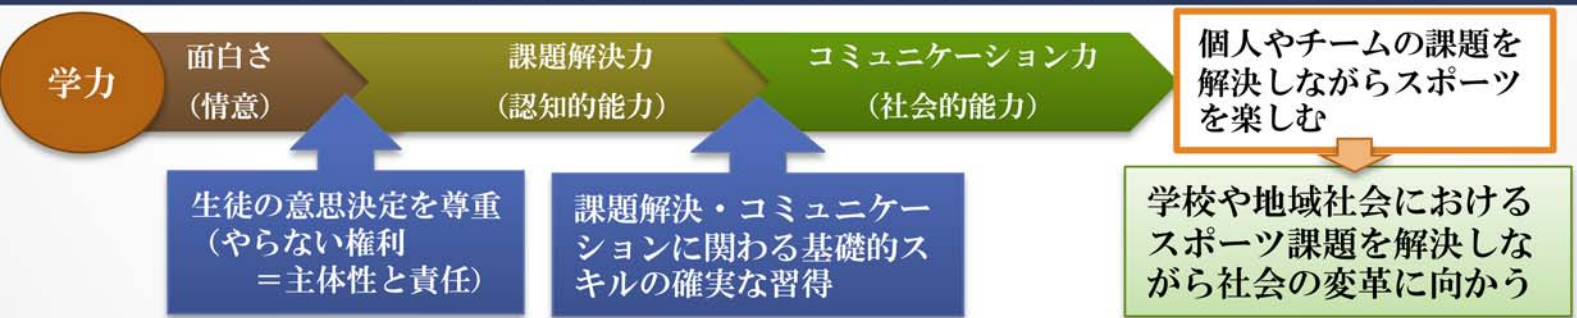 学力
面白さ
（情意）
課題解決力
（認知的能力）
コミュニケーション力
（社会的能力）
個人やチームの課題を
解決しながらスポーツ
を楽しむ
生徒の意思決定を尊重
（やらない権利
＝主体性と責任）
課題解決・コミュニケー
ションに関わる基礎的ス
キルの確実な習得
学校や地域社会における
スポーツ課題を解決しな
がら社会の変革に向かう